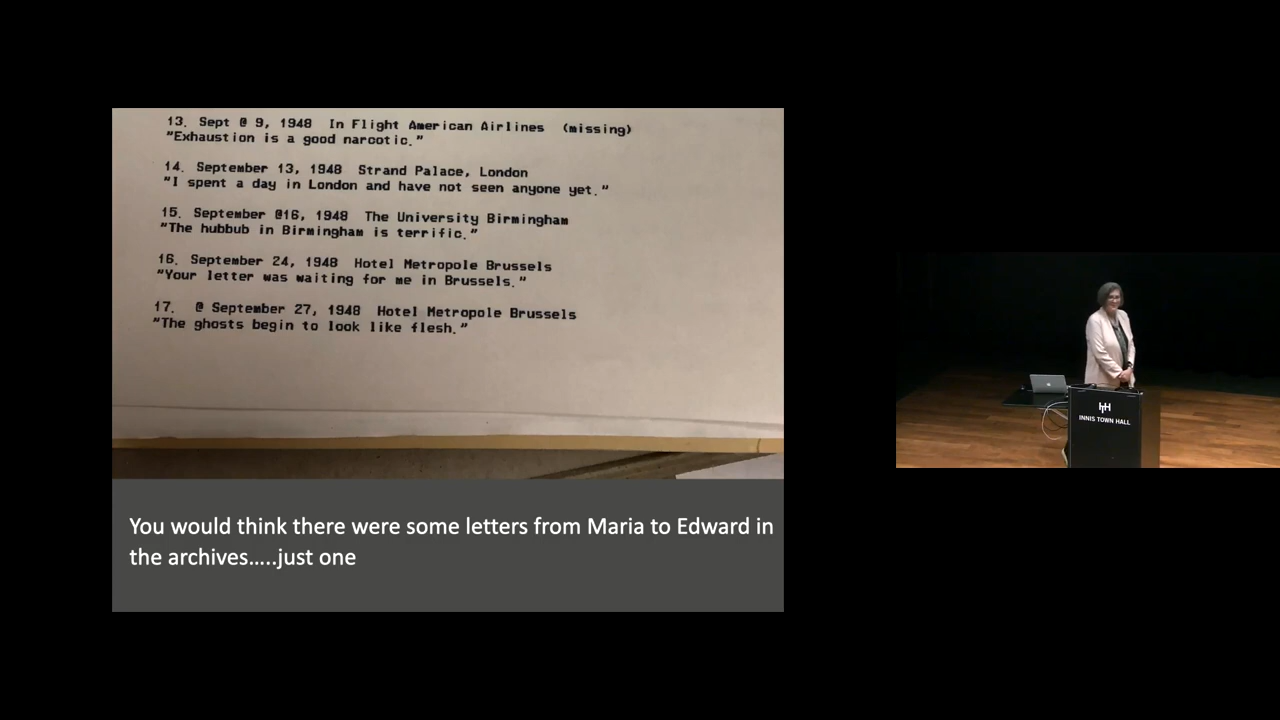 13. Sept @ 9, 1948 In Flight American Airlines (missing)
"Exhaustion is a good narcotic."
14. September 13, 1948 Strand Palace, London
"I spent a day in London and have not seen anyone yet."
15. September @16, 1948 The University Birmingham
"The hubbub in Birmingham is terrific."
16. September 24, 1948 Hotel Metropole Brussels
"Your letter was waiting for me in Brussels."
17. @ September 27, 1948 Hotel Metropole Brussels
"The ghosts begin to look like flesh."
You would think there were some letters from Maria to Edward in
the archives…..just one
INNIS TOWN HALL